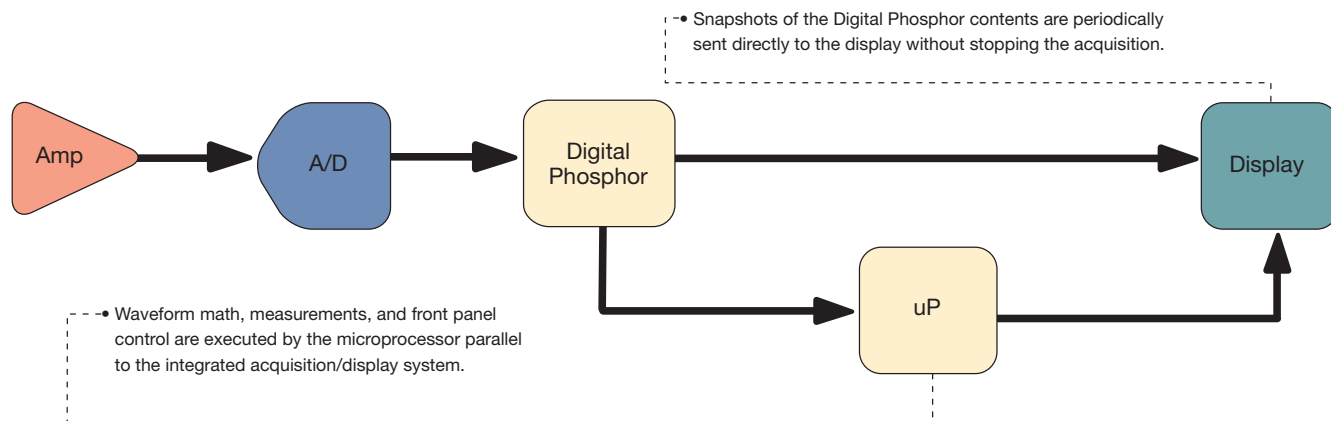 • Snapshots of the Digital Phosphor contents are periodically
sent directly to the display without stopping the acquisition.
Amp
A/D
Digital
Phosphor
Display
uP
• Waveform math, measurements, and front panel
control are executed by the microprocessor parallel
to the integrated acquisition/display system.